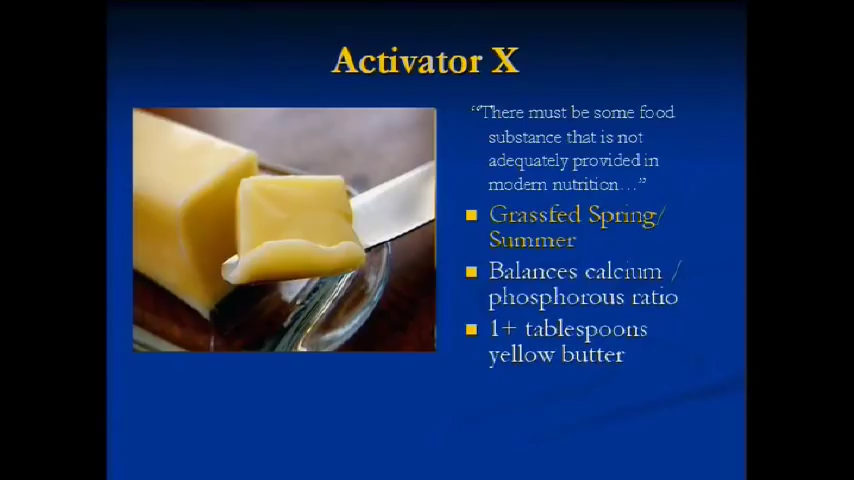 Activator X
“There must be some food
substance that is not
adequately provided in
modern nutrition…”
Grassfed Spring/
Summer
Balances calcium /
phosphorous ratio
1+ tablespoons
yellow butter